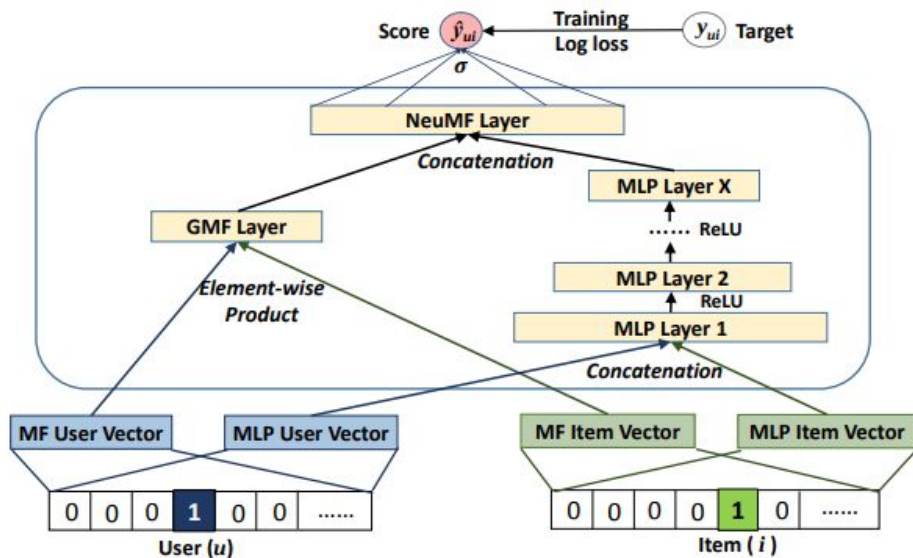 Score ŷui Training yui Target
Log loss
σ
NeuMF Layer
Concatenation
MLP Layer X
GMF Layer
...... ReLU
Element-wise
Product
MLP Layer 2
ReLU
MLP Layer 1
Concatenation
MF User Vector MLP User Vector MF Item Vector MLP Item Vector
0 0 0 1 0 0 ...... 0 0 0 0 1 0 ......
User (u) Item ( i )